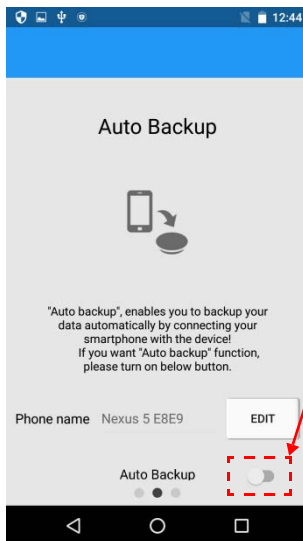 12:44
Auto Backup
"Auto backup", enables you to backup your
data automatically by connecting your
smartphone with the device!
If you want "Auto backup" function,
please turn on below button.
Phone name Nexus 5 E8E9 EDIT
Auto Backup